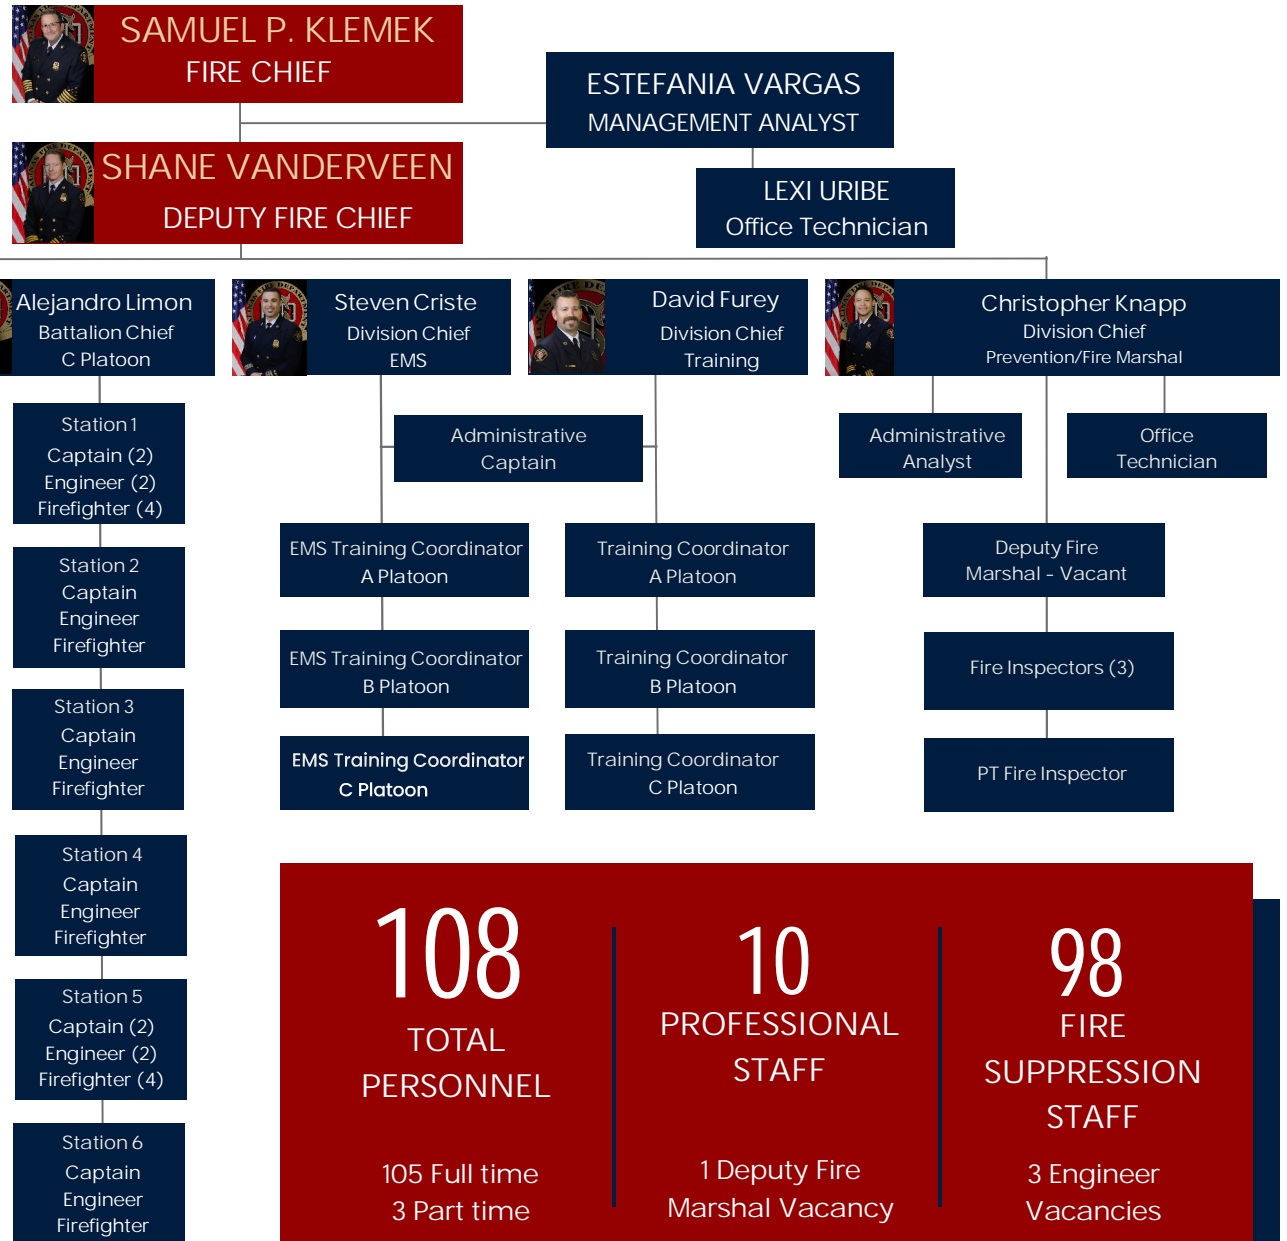 SAMUEL P. KLEMEK
FIRE CHIEF
ESTEFANIA VARGAS
MANAGEMENT ANALYST
SHANE VANDERVEEN
DEPUTY FIRE CHIEF
LEXI URIBE
Office Technician
Alejandro Limon
Battalion Chief
C Platoon
Steven Criste
Division Chief
EMS
David Furey
Division Chief
Training
Christopher Knapp
Division Chief
Prevention/Fire Marshal
Station 1
Captain (2)
Engineer (2)
Firefighter (4)
Station 2
Captain
Engineer
Firefighter
Station 3
Captain
Engineer
Firefighter
Station 4
Captain
Engineer
Firefighter
Station 5
Captain (2)
Engineer (2)
Firefighter (4)
Station 6
Captain
Engineer
Firefighter
Administrative
Captain
EMS Training Coordinator
A Platoon
EMS Training Coordinator
B Platoon
EMS Training Coordinator
C Platoon
Training Coordinator
A Platoon
Training Coordinator
B Platoon
Training Coordinator
C Platoon
Administrative
Analyst
Office
Technician
Deputy Fire
Marshal - Vacant
Fire Inspectors (3)
PT Fire Inspector
108
TOTAL
PERSONNEL
105 Full time
3 Part time
10
PROFESSIONAL
STAFF
1 Deputy Fire
Marshal Vacancy
98
FIRE
SUPPRESSION
STAFF
3 Engineer
Vacancies